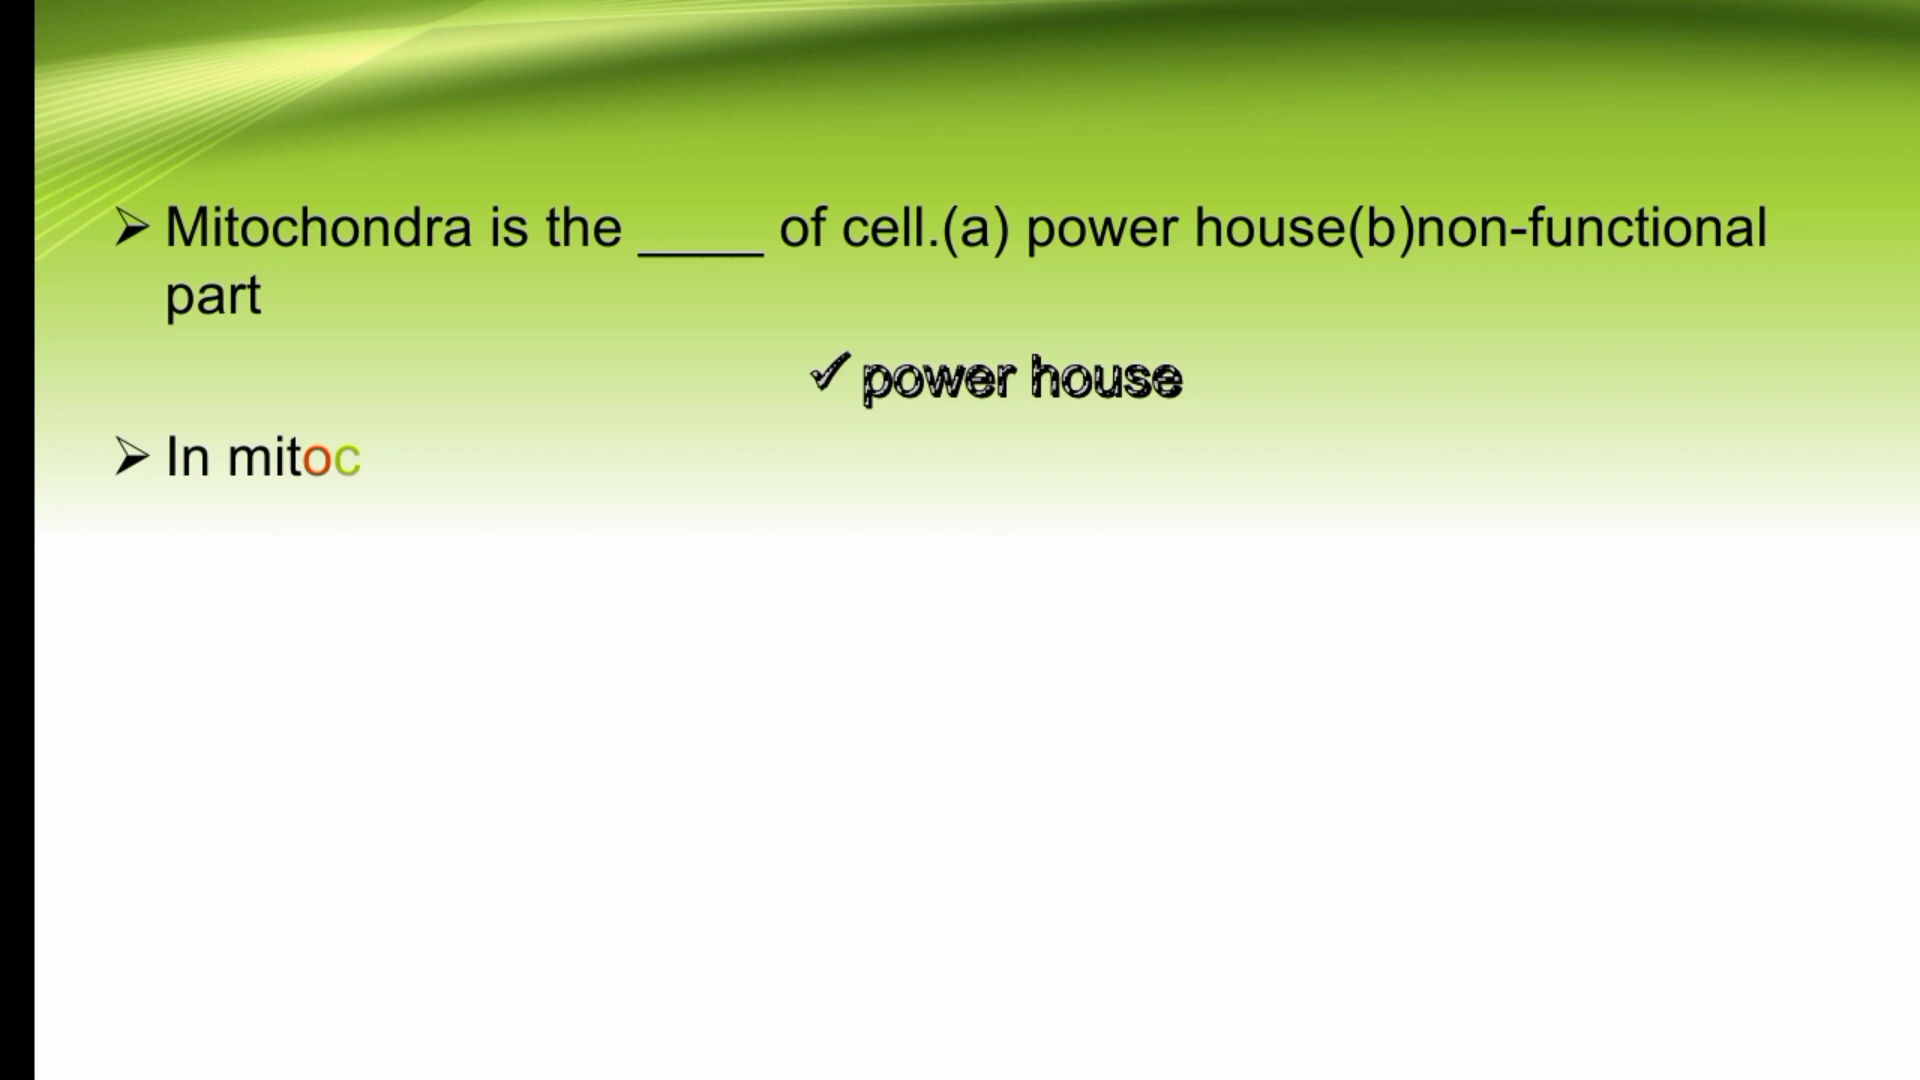 Mitochondra is the ____ of cell.(a) power house(b)non-functional
part
✓ power house
In mitoc